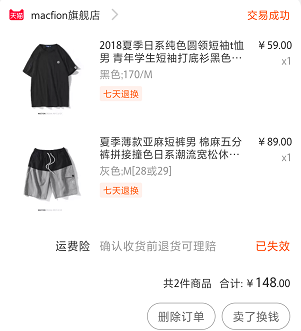 天猫 macfion旗舰店 交易成功
2018夏季日系纯色圆领短袖t恤 ¥59.00
男 青年学生短袖打底衫黑色… x1
黑色;170/M
七天退换
夏季薄款亚麻短裤男 棉麻五分 ¥89.00
裤拼接撞色日系潮流宽松休… x1
灰色;M[28或29]
七天退换
运费险 确认收货前退货可理赔 已失效
共2件商品 合计: ¥148.00
删除订单 卖了换钱